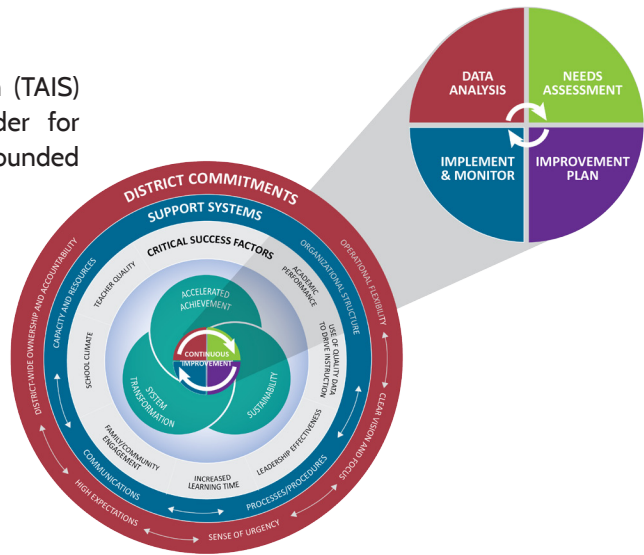 (TAIS)
for
DATA
ANALYSIS
NEEDS
ASSESSMENT
IMPLEMENT
& MONITOR
IMPROVEMENT
PLAN
DISTRICT COMMITMENTS
SUPPORT SYSTEMS
CRITICAL SUCCESS FACTORS
DISTRICT-WIDE OWNERSHIP AND ACCOUNTABILITY
OPERATIONAL FLEXIBILITY
CAPACITY AND RESOURCES
ORGANIZATIONAL STRUCTURE
TEACHER QUALITY
ACADEMIC
PERFORMANCE
SCHOOL CLIMATE
USE OF QUALITY DATA
TO DRIVE INSTRUCTION
ACCELERATED
ACHIEVEMENT
CONTINUOUS
IMPROVEMENT
SYSTEM
TRANSFORMATION
SUSTAINABILITY
FAMILY/COMMUNITY
ENGAGEMENT
INCREASED
LEARNING TIME
LEADERSHIP EFFECTIVENESS
COMMUNICATIONS
PROCESSES/PROCEDURES
HIGH EXPECTATIONS
SENSE OF URGENCY
CLEAR VISION AND FOCUS